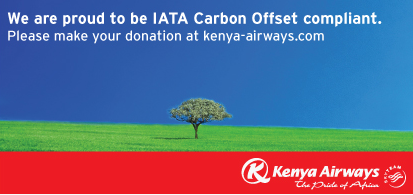 We are proud to be IATA Carbon Offset compliant.
Please make your donation at kenya-airways.com
Kenya Airways
The Pride of Africa
SKYTEAM